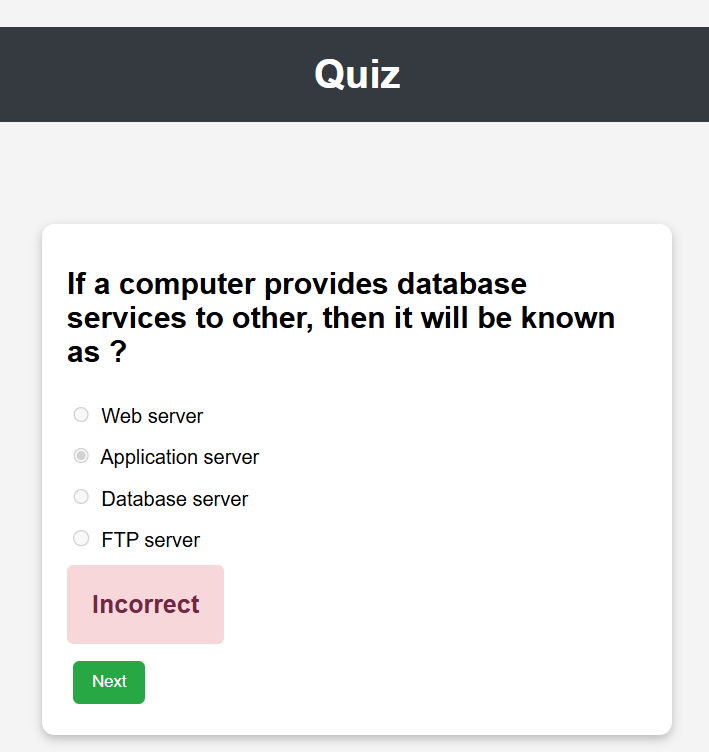 Quiz
If a computer provides database
services to other, then it will be known
as ?
Web server
Application server
Database server
FTP server
Incorrect
Next